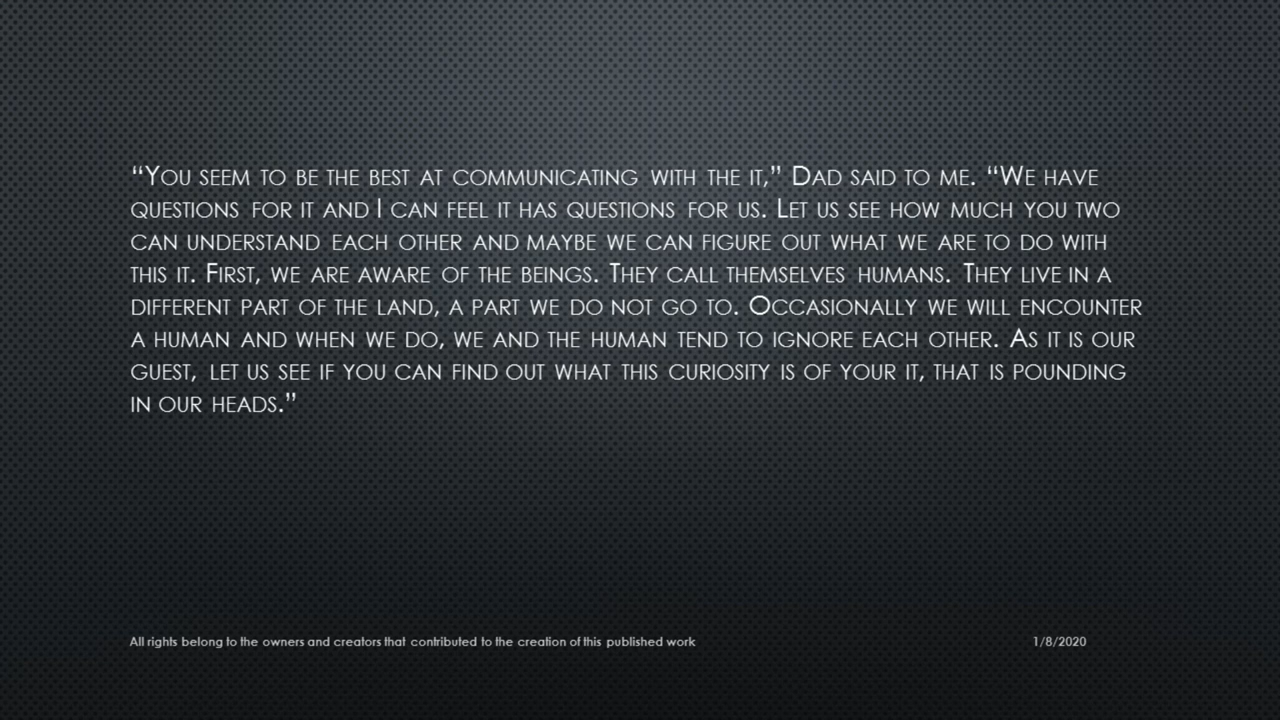 “You seem to be the best at communicating with the it,” Dad said to me. “We have
questions for it and I can feel it has questions for us. Let us see how much you two
can understand each other and maybe we can figure out what we are to do with
this it. First, we are aware of the beings. They call themselves humans. They live in a
different part of the land, a part we do not go to. Occasionally we will encounter
a human and when we do, we and the human tend to ignore each other. As it is our
guest, let us see if you can find out what this curiosity is of your it, that is pounding
in our heads.”
All rights belong to the owners and creators that contributed to the creation of this published work
1/8/2020